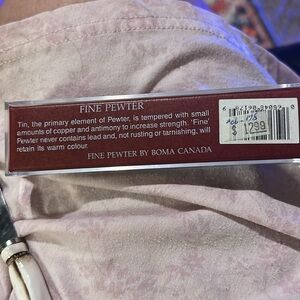 FINE PEWTER
Tin, the primary element of Pewter, is tempered with small
amounts of copper and antimony to increase strength. 'Fine'
Pewter never contains lead and, not rusting or tarnishing, will
retain its warm colour.
FINE PEWTER BY BOMA CANADA
$ 1299